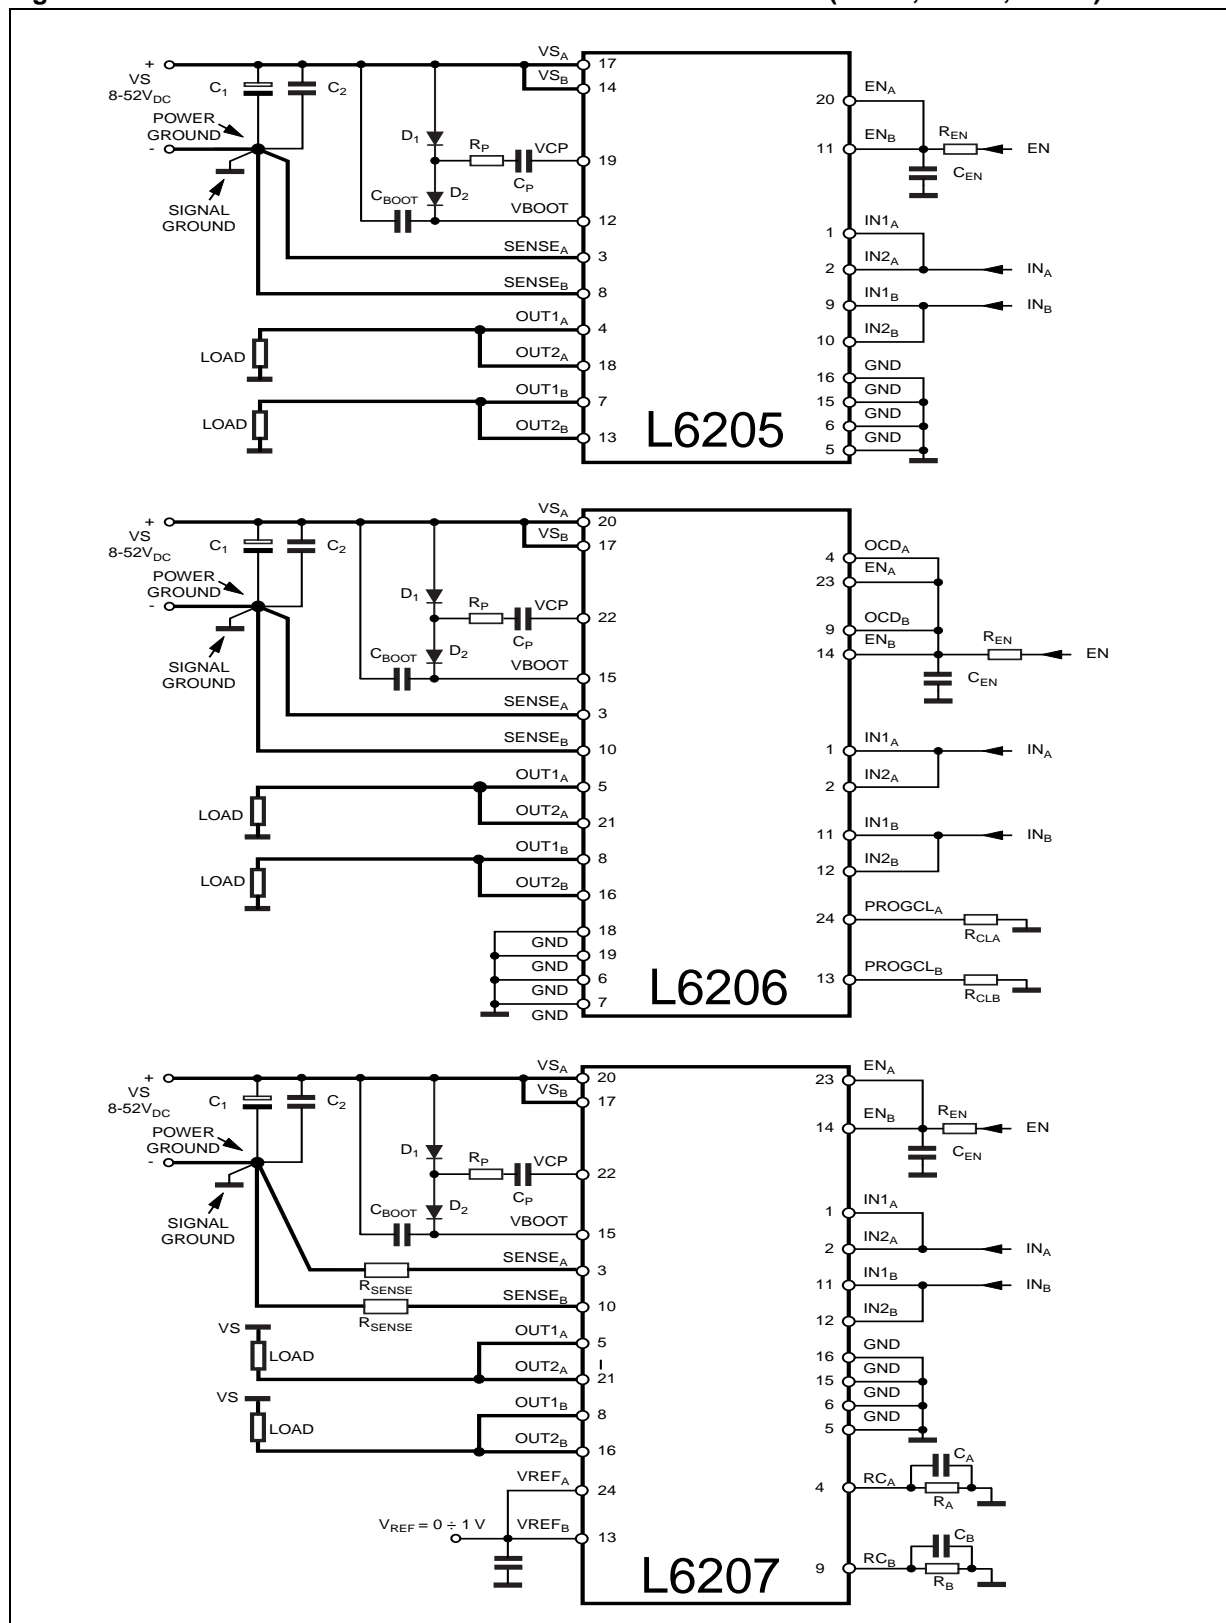 +
VS
8-52VDC
POWER
GROUND
-
SIGNAL
GROUND
C1
C2
D1
RP
CP
VCP
CBOOT
D2
VBOOT
VSA
17
VSB
14
19
12
SENSEA
3
SENSEB
8
LOAD
OUT1A
4
OUT2A
18
LOAD
OUT1B
7
OUT2B
13
L6205
20
ENA
11
ENB
REN
EN
CEN
1
IN1A
2
IN2A
INA
9
IN1B
INB
10
IN2B
16
GND
15
GND
6
GND
5
GND
+
VS
8-52VDC
POWER
GROUND
-
SIGNAL
GROUND
C1
C2
D1
RP
CP
VCP
CBOOT
D2
VBOOT
VSA
20
VSB
17
22
15
SENSEA
3
SENSEB
10
LOAD
OUT1A
5
OUT2A
21
LOAD
OUT1B
8
OUT2B
16
18
GND
19
GND
6
GND
7
GND
L6206
4
OCDA
23
ENA
9
OCDB
14
ENB
REN
EN
CEN
1
IN1A
INA
2
IN2A
11
IN1B
INB
12
IN2B
24
PROGCLA
RCLA
13
PROGCLB
RCLB
+
VS
8-52VDC
POWER
GROUND
-
SIGNAL
GROUND
C1
C2
D1
RP
CP
VCP
CBOOT
D2
VBOOT
VSA
20
VSB
17
22
15
SENSEA
3
RSENSE
SENSEB
10
RSENSE
VS
LOAD
OUT1A
5
OUT2A
21
VS
LOAD
OUT1B
8
OUT2B
16
VREFA
24
VREF = 0 ÷ 1 V
VREFB
13
L6207
23
ENA
14
ENB
REN
EN
CEN
1
IN1A
2
IN2A
INA
11
IN1B
INB
12
IN2B
16
GND
15
GND
6
GND
5
GND
4
RCA
CA
RA
9
RCB
CB
RB